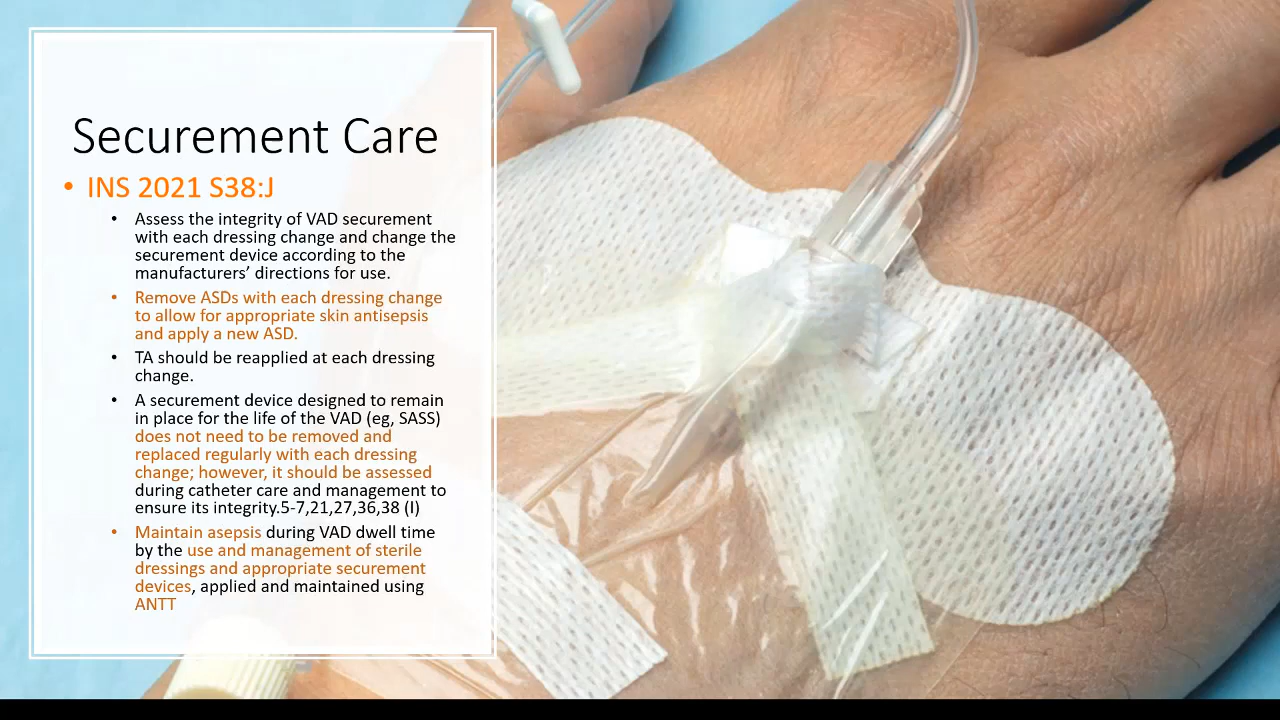 Securement Care
• INS 2021 S38:J
• Assess the integrity of VAD securement
with each dressing change and change the
securement device according to the
manufacturers’ directions for use.
• Remove ASDs with each dressing change
to allow for appropriate skin antisepsis
and apply a new ASD.
• TA should be reapplied at each dressing
change.
• A securement device designed to remain
in place for the life of the VAD (eg, SASS)
does not need to be removed and
replaced regularly with each dressing
change; however, it should be assessed
during catheter care and management to
ensure its integrity.5-7,21,27,36,38 (I)
• Maintain asepsis during VAD dwell time
by the use and management of sterile
dressings and appropriate securement
devices, applied and maintained using
ANTT